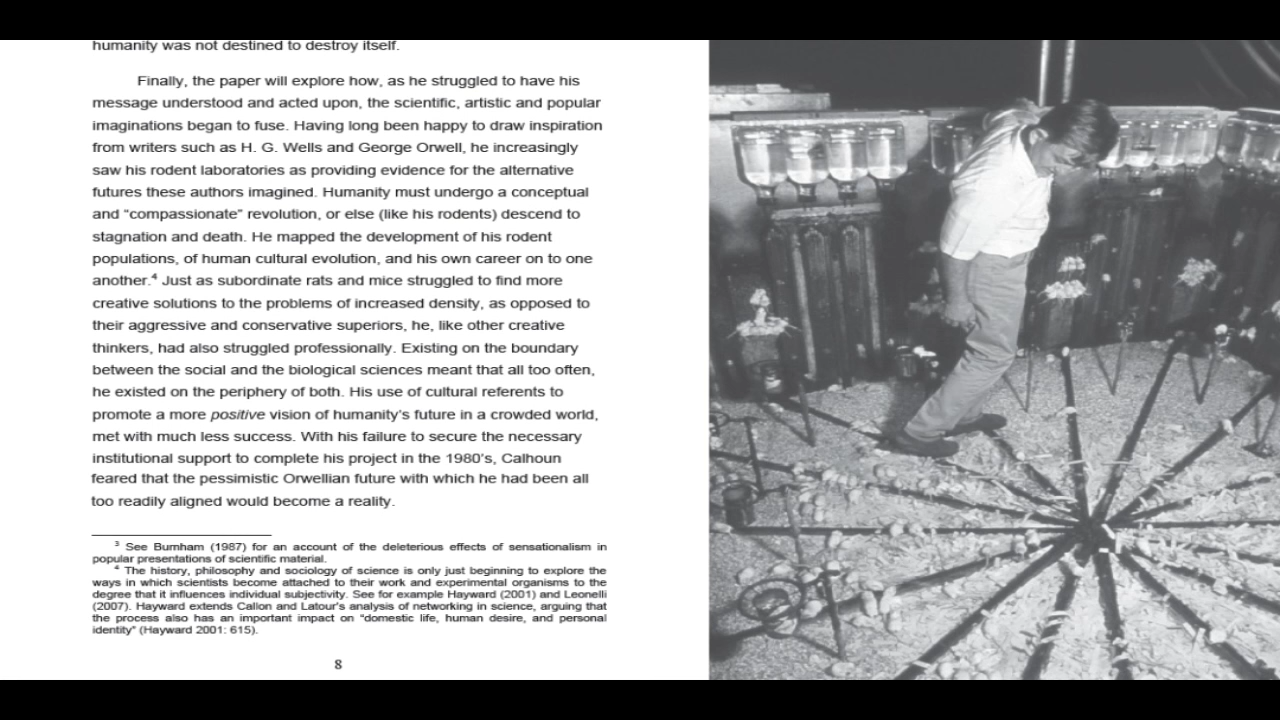 humanity was not destined to destroy itself.
Finally, the paper will explore how, as he struggled to have his
message understood and acted upon, the scientific, artistic and popular
imaginations began to fuse. Having long been happy to draw inspiration
from writers such as H. G. Wells and George Orwell, he increasingly
saw his rodent laboratories as providing evidence for the alternative
futures these authors imagined. Humanity must undergo a conceptual
and “compassionate” revolution, or else (like his rodents) descend to
stagnation and death. He mapped the development of his rodent
populations, of human cultural evolution, and his own career on to one
another.⁴ Just as subordinate rats and mice struggled to find more
creative solutions to the problems of increased density, as opposed to
their aggressive and conservative superiors, he, like other creative
thinkers, had also struggled professionally. Existing on the boundary
between the social and the biological sciences meant that all too often,
he existed on the periphery of both. His use of cultural referents to
promote a more positive vision of humanity’s future in a crowded world,
met with much less success. With his failure to secure the necessary
institutional support to complete his project in the 1980’s, Calhoun
feared that the pessimistic Orwellian future with which he had been all
too readily aligned would become a reality.
³ See Burnham (1987) for an account of the deleterious effects of sensationalism in
popular presentations of scientific material.
⁴ The history, philosophy and sociology of science is only just beginning to explore the
ways in which scientists become attached to their work and experimental organisms to the
degree that it influences individual subjectivity. See for example Hayward (2001) and Leonelli
(2007). Hayward extends Callon and Latour’s analysis of networking in science, arguing that
the process also has an important impact on “domestic life, human desire, and personal
identity” (Hayward 2001: 615).
8